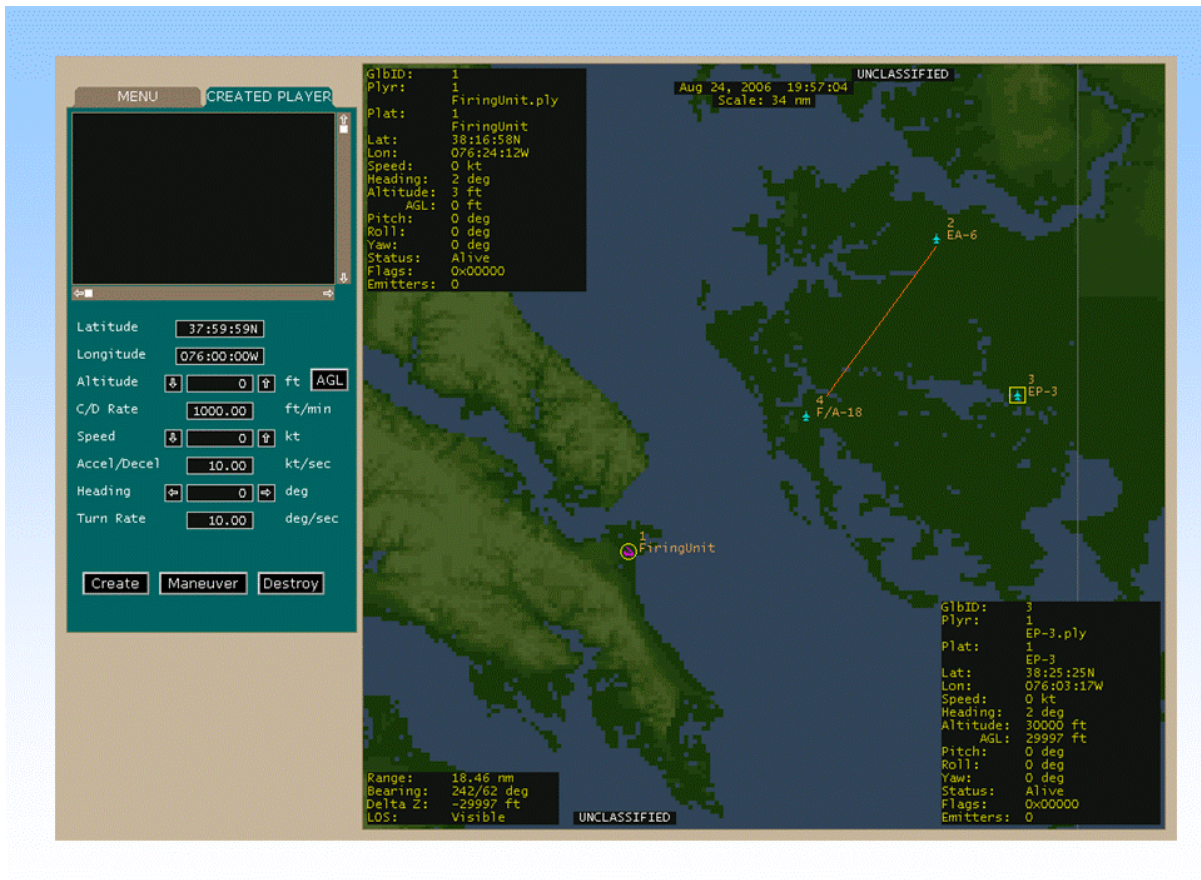 MENU
CREATED PLAYER
Latitude 37:59:59N
Longitude 076:00:00W
Altitude 0 ft AGL
C/D Rate 1000.00 ft/min
Speed 0 kt
Accel/Decel 10.00 kt/sec
Heading 0 deg
Turn Rate 10.00 deg/sec
Create Maneuver Destroy
GlbID: 1
Plyr: 1
FiringUnit.ply
Plat: 1
FiringUnit
Lat: 38:16:58N
Lon: 076:24:12W
Speed: 0 kt
Heading: 2 deg
Altitude: 3 ft
AGL: 0 ft
Pitch: 0 deg
Roll: 0 deg
Yaw: 0 deg
Status: Alive
Flags: 0x00000
Emitters: 0
UNCLASSIFIED
Aug 24, 2006 19:57:04
Scale: 34 nm
2
EA-6
3
EP-3
4
F/A-18
1
FiringUnit
GlbID: 3
Plyr: 1
EP-3.ply
Plat: 1
EP-3
Lat: 38:25:25N
Lon: 076:03:17W
Speed: 0 kt
Heading: 2 deg
Altitude: 30000 ft
AGL: 29997 ft
Pitch: 0 deg
Roll: 0 deg
Yaw: 0 deg
Status: Alive
Flags: 0x00000
Emitters: 0
Range: 18.46 nm
Bearing: 242/62 deg
Delta Z: -29997 ft
LOS: Visible
UNCLASSIFIED